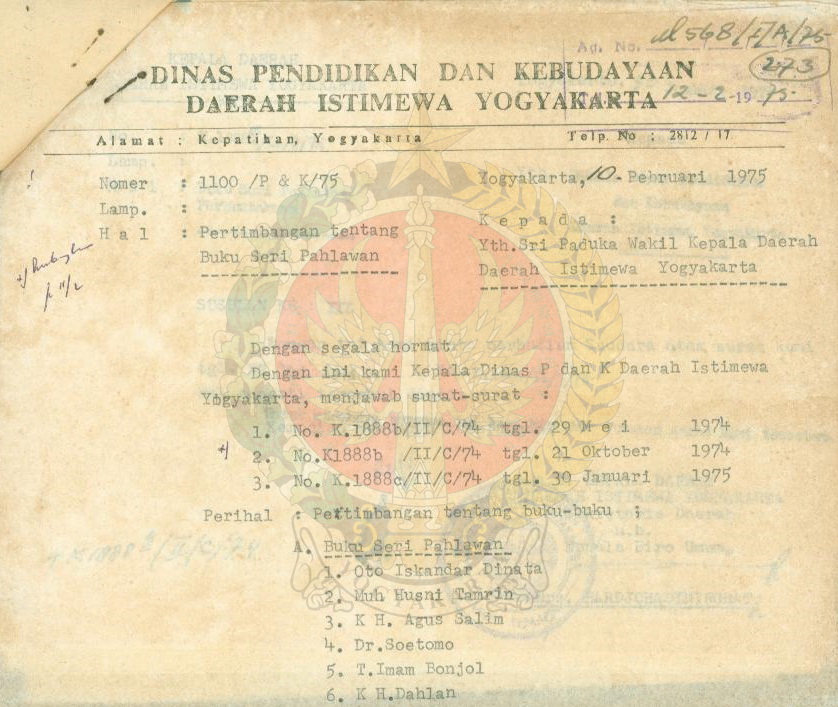 Ag. No.
568/I/A/75
273
DINAS PENDIDIKAN DAN KEBUDAYAAN
DAERAH ISTIMEWA YOGYAKARTA
12-2-1975
Alamat : Kepatihan, Yogyakarta Telp. No : 2812 / 17
Nomer : 1100 /P & K/75 Yogyakarta, 10. Pebruari 1975
Lamp. :
K e p a d a :
H a l : Pertimbangan tentang
Yth.Sri Paduka Wakil Kepala Daerah
Buku Seri Pahlawan
Daerah Istimewa Yogyakarta
Dengan segala hormat.
Dengan ini kami Kepala Dinas P dan K Daerah Istimewa
Yogyakarta, menjawab surat-surat :
1. No. K.1888b/II/C/74 tgl. 29 M e i 1974
2. No.K1888b /II/C/74 tgl. 21 Oktober 1974
3. No. K.1888c/II/C/74 tgl. 30 Januari 1975
Perihal : Pertimbangan tentang buku-buku ;
A. Buku Seri Pahlawan
1. Oto Iskandar Dinata
2. Muh Husni Tamrin
3. K H. Agus Salim
4. Dr.Soetomo
5. T.Imam Bonjol
6. K H.Dahlan